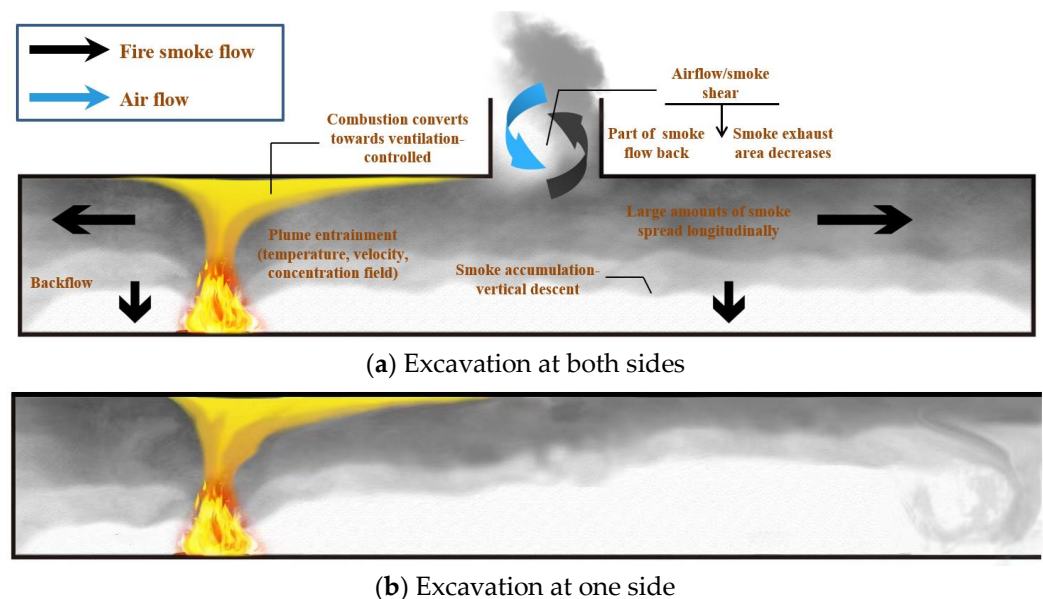 Fire smoke flow
Air flow
Combustion converts
towards ventilation-
controlled
Airflow/smoke
shear
Part of smoke
flow back
Smoke exhaust
area decreases
Large amounts of smoke
spread longitudinally
Plume entrainment
(temperature, velocity,
concentration field)
Smoke accumulation-
vertical descent
Backflow
(a) Excavation at both sides
(b) Excavation at one side